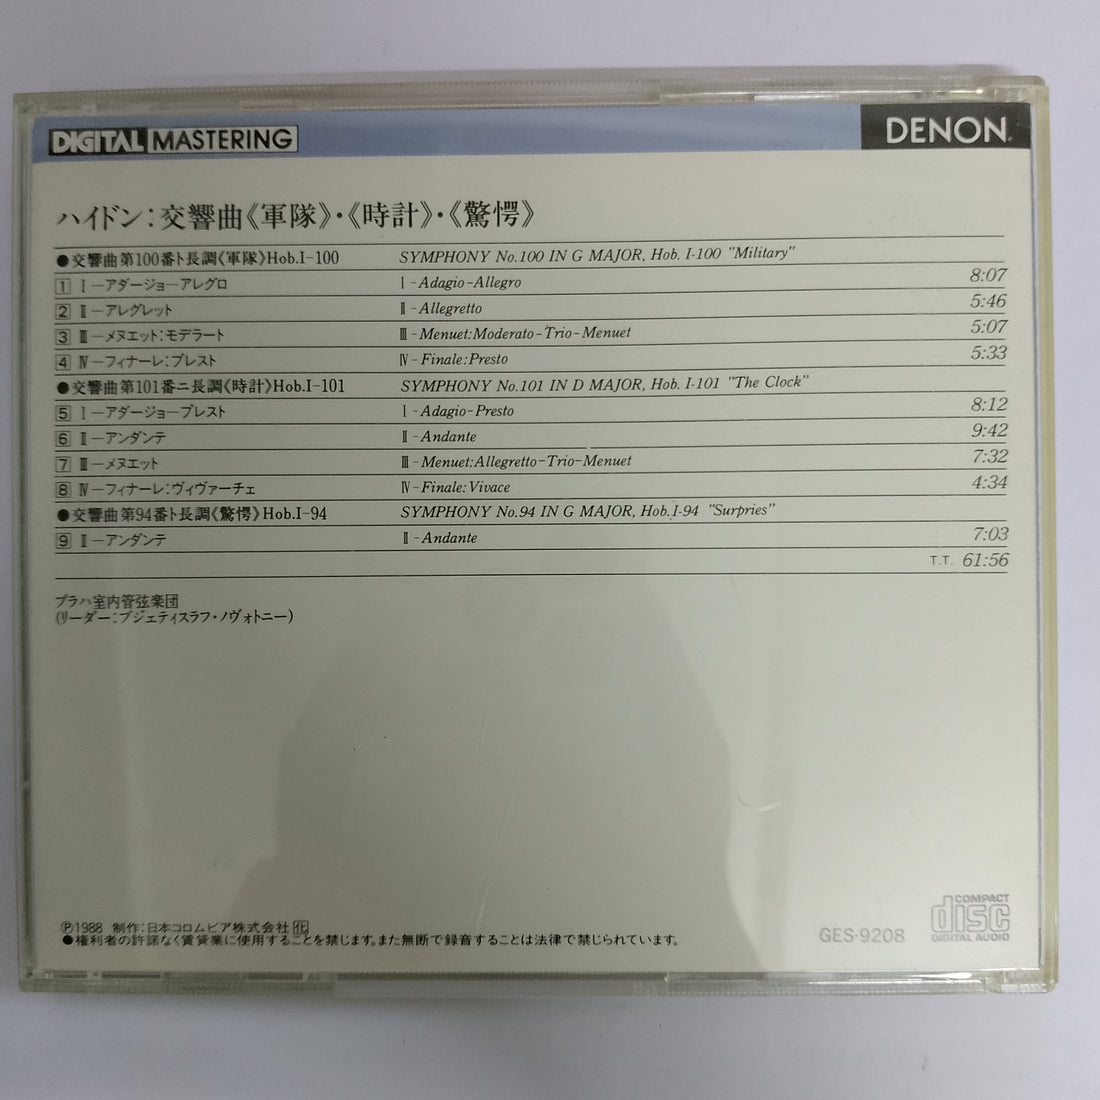 DIGITAL MASTERING
DENON
ハイドン:交響曲《軍隊》・《時計》・《驚愕》
●交響曲第100番ト長調《軍隊》Hob.I-100 SYMPHONY No.100 IN G MAJOR, Hob. I-100 "Military"
1 Ⅰ－アダージョ－アレグロ Ⅰ-Adagio-Allegro 8:07
2 Ⅱ－アレグレット Ⅱ-Allegretto 5:46
3 Ⅲ－メヌエット:モデラート Ⅲ-Menuet:Moderato-Trio-Menuet 5:07
4 Ⅳ－フィナーレ:プレスト Ⅳ-Finale:Presto 5:33
●交響曲第101番ニ長調《時計》Hob.I-101 SYMPHONY No.101 IN D MAJOR, Hob. I-101 "The Clock"
5 Ⅰ－アダージョ－プレスト Ⅰ-Adagio-Presto 8:12
6 Ⅱ－アンダンテ Ⅱ-Andante 9:42
7 Ⅲ－メヌエット Ⅲ-Menuet:Allegretto-Trio-Menuet 7:32
8 Ⅳ－フィナーレ:ヴィヴァーチェ Ⅳ-Finale:Vivace 4:34
●交響曲第94番ト長調《驚愕》Hob.I-94 SYMPHONY No.94 IN G MAJOR, Hob.I-94 "Surpries"
9 Ⅱ－アンダンテ Ⅱ-Andante 7:03
T.T. 61:56
プラハ室内管弦楽団
(リーダー:ブジェティスラフ・ノヴォトニー)
Ⓟ1988 制作:日本コロムビア株式会社 化
●権利者の許諾なく賃貸業に使用することを禁じます。また無断で録音することは法律で禁じられています。
GES-9208
COMPACT
disc
DIGITAL AUDIO